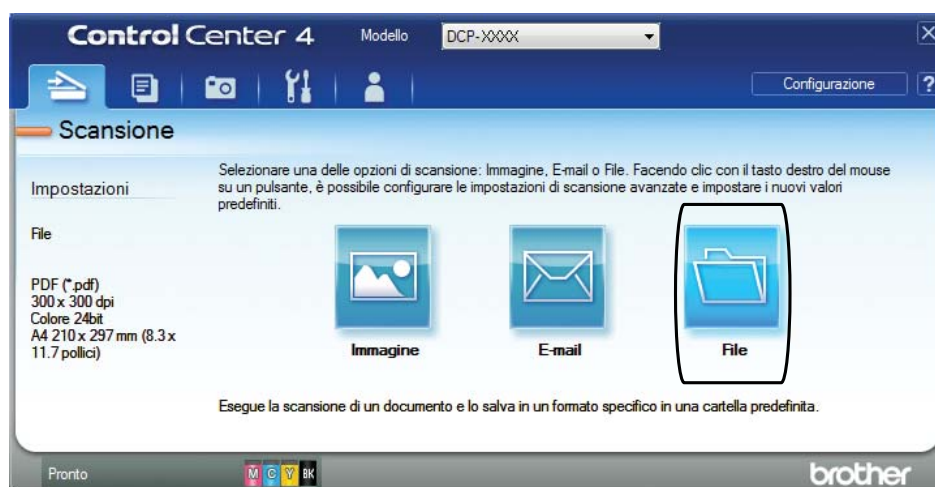 Control Center 4
Modello
DCP-XXXX
X
Configurazione
?
Scansione
Impostazioni
File
PDF (*.pdf)
300 x 300 dpi
Colore 24bit
A4 210 x 297 mm (8.3 x
11.7 pollici)
Selezionare una delle opzioni di scansione: Immagine, E-mail o File. Facendo clic con il tasto destro del mouse
su un pulsante, è possibile configurare le impostazioni di scansione avanzate e impostare i nuovi valori
predefiniti.
Immagine
E-mail
File
Esegue la scansione di un documento e lo salva in un formato specifico in una cartella predefinita.
Pronto
M C Y BK
brother